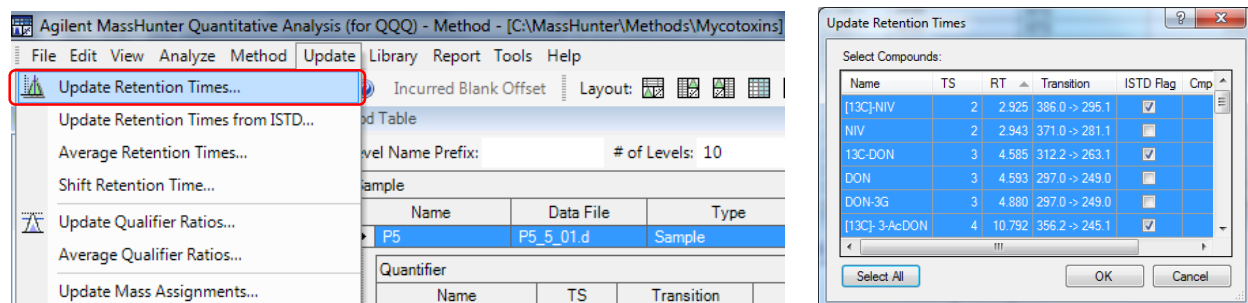 Agilent MassHunter Quantitative Analysis (for QQQ) - Method - [C:\MassHunter\Methods\Mycotoxins]
File Edit View Analyze Method Update Library Report Tools Help
Update Retention Times...
Incurred Blank Offset Layout:
Update Retention Times from ISTD...
od Table
Average Retention Times...
vel Name Prefix: # of Levels: 10
Shift Retention Time...
ample
Name Data File Type
Update Qualifier Ratios...
P5 P5_5_01.d Sample
Average Qualifier Ratios...
Quantifier
Update Mass Assignments...
Name TS Transition
Update Retention Times
Select Compounds:
Name TS RT Transition ISTD Flag Cmp
[13C]-NIV 2 2.925 386.0 -> 295.1
NIV 2 2.943 371.0 -> 281.1
13C-DON 3 4.585 312.2 -> 263.1
DON 3 4.593 297.0 -> 249.0
DON-3G 3 4.880 297.0 -> 249.0
[13C]- 3-AcDON 4 10.792 356.2 -> 245.1
Select All OK Cancel